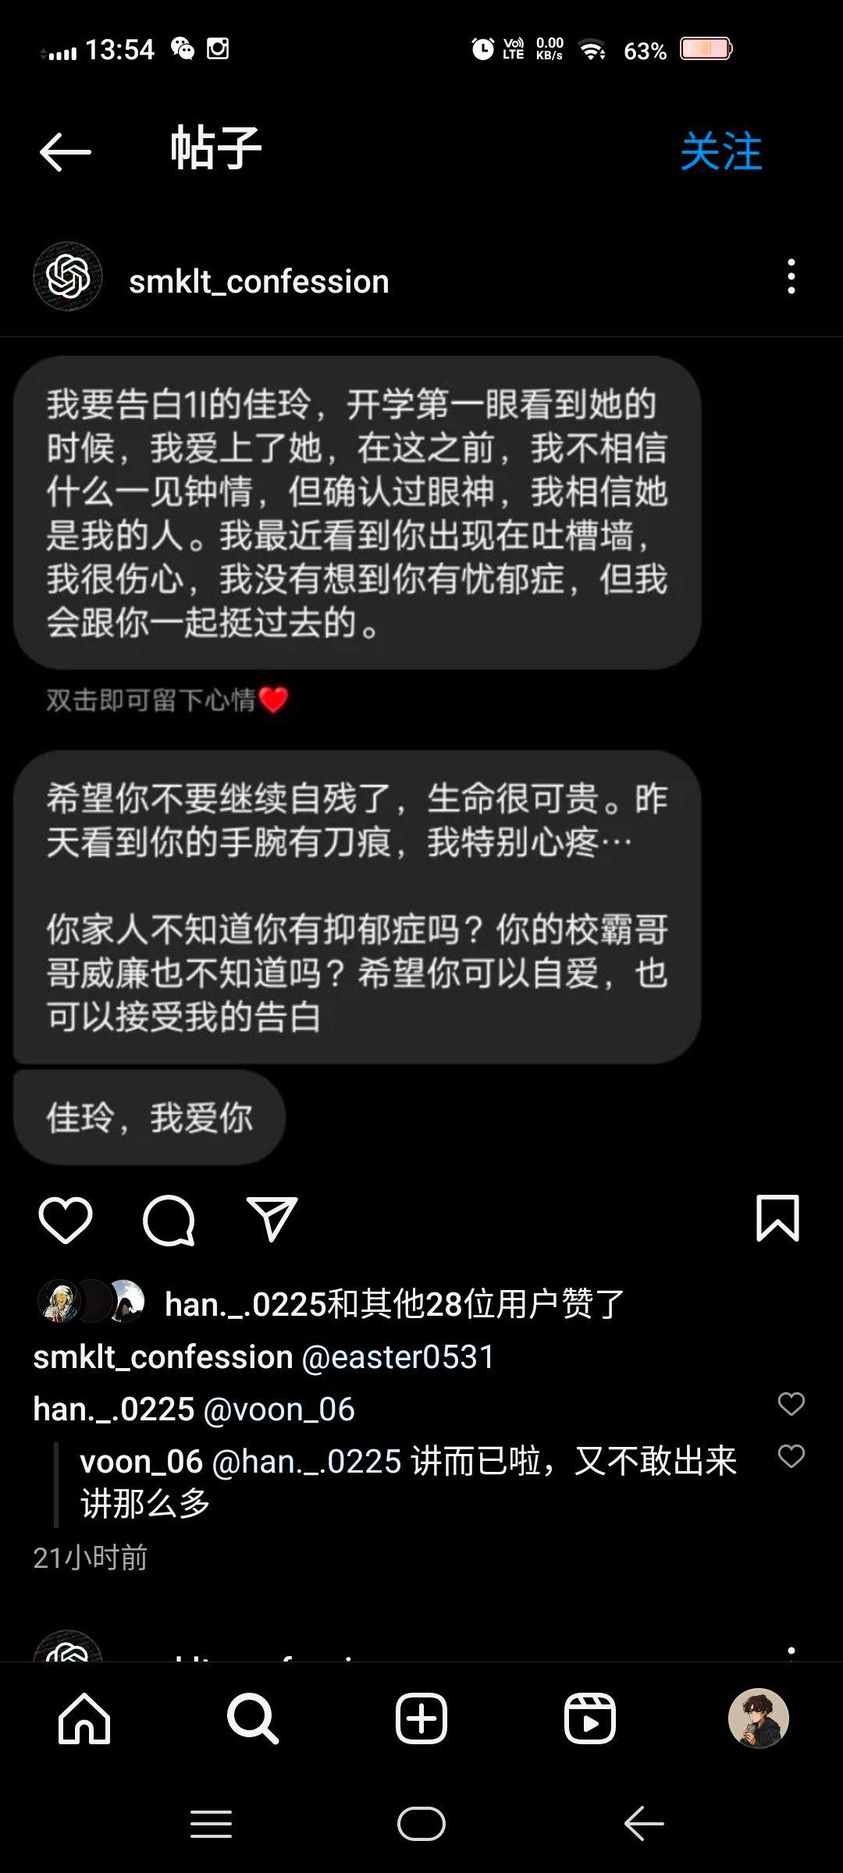 13:54
Vo) LTE
0.00 KB/s
63%
帖子
关注
smklt_confession
我要告白1l的佳玲，开学第一眼看到她的
时候，我爱上了她，在这之前，我不相信
什么一见钟情，但确认过眼神，我相信她
是我的人。我最近看到你出现在吐槽墙，
我很伤心，我没有想到你有忧郁症，但我
会跟你一起挺过去的。
双击即可留下心情❤️
希望你不要继续自残了，生命很可贵。昨
天看到你的手腕有刀痕，我特别心疼…
你家人不知道你有抑郁症吗？你的校霸哥
哥威廉也不知道吗？希望你可以自爱，也
可以接受我的告白
佳玲，我爱你
han._.0225和其他28位用户赞了
smklt_confession @easter0531
han._.0225 @voon_06
voon_06 @han._.0225 讲而已啦，又不敢出来
讲那么多
21小时前